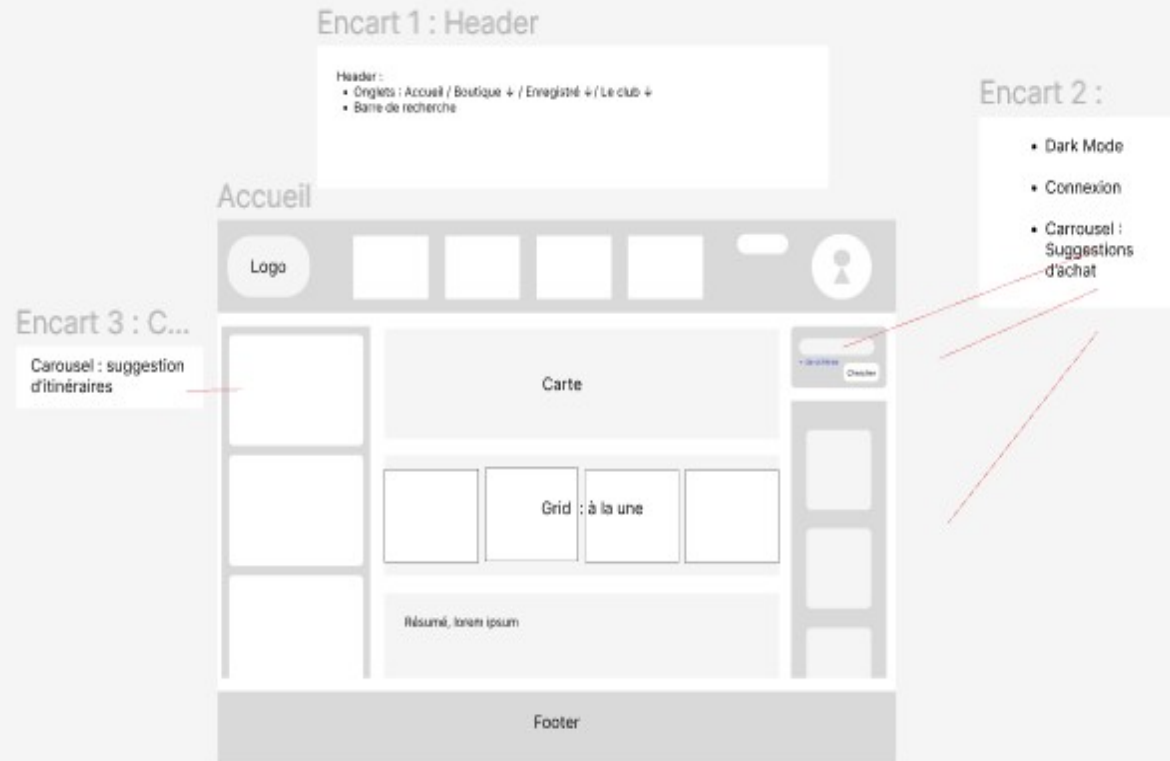 Encart 1 : Header
Header :
• Onglets : Accueil / Boutique ↓ / Enregistré ↓ / Le club ↓
• Barre de recherche
Encart 2 :
• Dark Mode
• Connexion
• Carrousel :
Suggestions
d'achat
Accueil
Logo
Encart 3 : C...
Carousel : suggestion
d'itinéraires
Carte
Chercher
Grid : à la une
Résumé, lorem ipsum
Footer